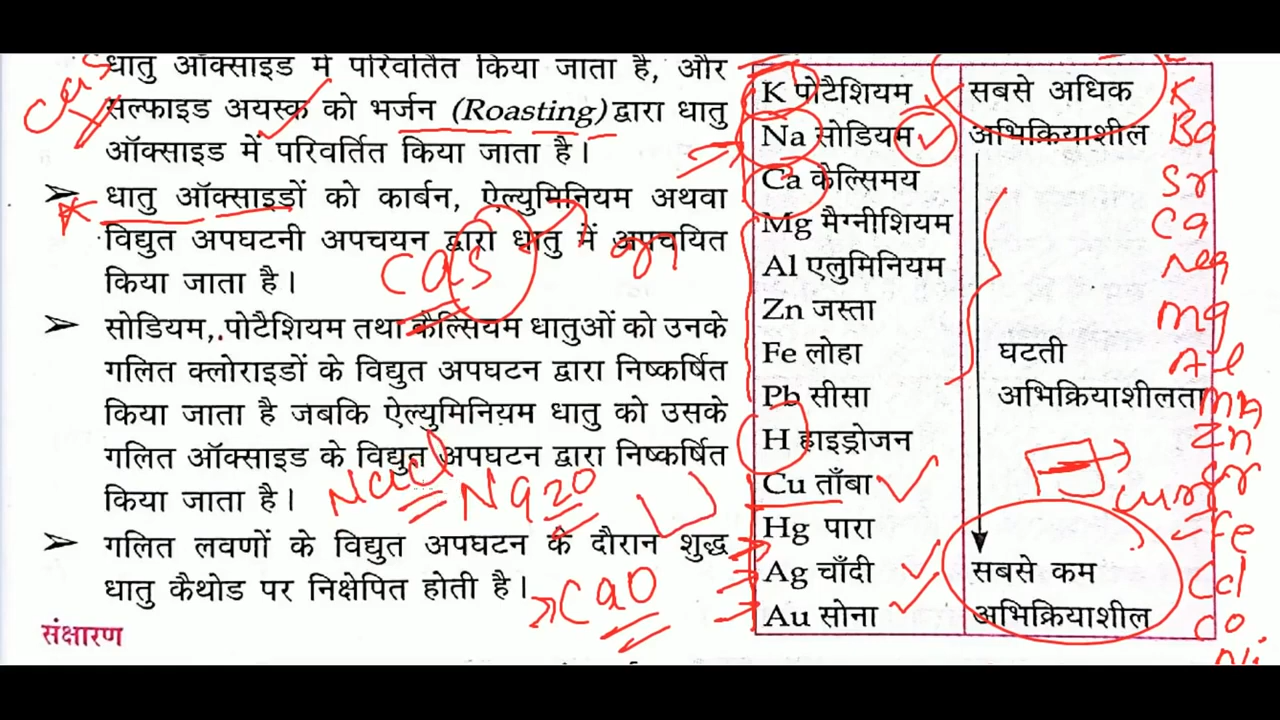 धातु ऑक्साइड में परिवर्तित किया जाता है, और
सल्फाइड अयस्क को भर्जन (Roasting) द्वारा धातु
ऑक्साइड में परिवर्तित किया जाता है।
➢ धातु ऑक्साइडों को कार्बन, ऐल्युमिनियम अथवा
विद्युत अपघटनी अपचयन द्वारा धातु में अपचयित
किया जाता है।
➢ सोडियम, पोटैशियम तथा कैल्सियम धातुओं को उनके
गलित क्लोराइडों के विद्युत अपघटन द्वारा निष्कर्षित
किया जाता है जबकि ऐल्युमिनियम धातु को उसके
गलित ऑक्साइड के विद्युत अपघटन द्वारा निष्कर्षित
किया जाता है।
➢ गलित लवणों के विद्युत अपघटन के दौरान शुद्ध
धातु कैथोड पर निक्षेपित होती है।
संक्षारण
CaS
NaCl
Na20
CaO
K पोटैशियम सबसे अधिक
Na सोडियम अभिक्रियाशील
Ca केल्सिमय
Mg मैग्नीशियम
Al एलुमिनियम
Zn जस्ता
Fe लोहा घटती
Pb सीसा अभिक्रियाशीलता
H हाइड्रोजन
Cu ताँबा
Hg पारा
Ag चाँदी सबसे कम
Au सोना अभिक्रियाशील
K
Ba
Sr
Ca
Na
Mg
Al
Mn
Zn
Cr
Fe
Cd
Co
Ni